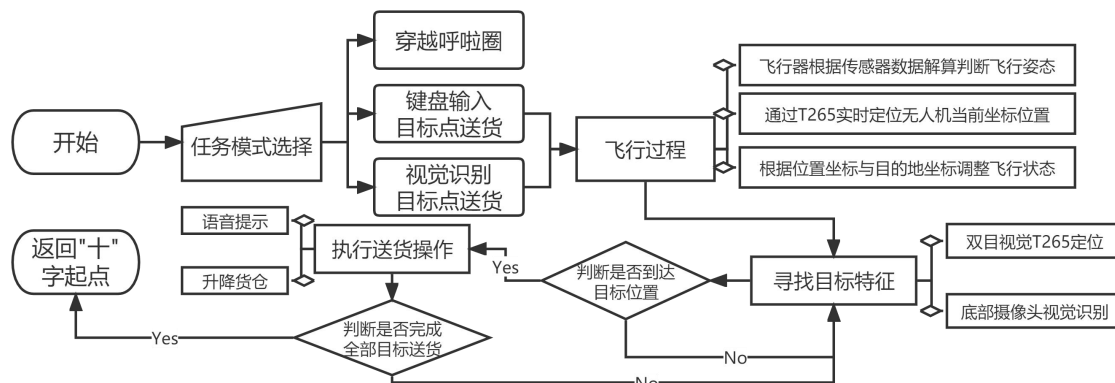 开始
任务模式选择
穿越呼啦圈
键盘输入
目标点送货
视觉识别
目标点送货
飞行过程
飞行器根据传感器数据解算判断飞行姿态
通过T265实时定位无人机当前坐标位置
根据位置坐标与目的地坐标调整飞行状态
寻找目标特征
双目视觉T265定位
底部摄像头视觉识别
判断是否到达
目标位置
Yes
No
执行送货操作
语音提示
升降货仓
判断是否完成
全部目标送货
Yes
No
返回"十"
字起点